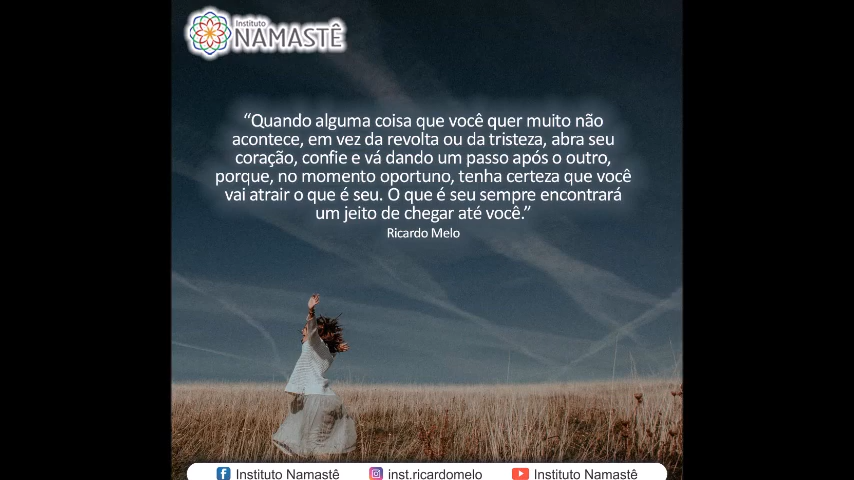 Instituto
NAMASTÊ
“Quando alguma coisa que você quer muito não
acontece, em vez da revolta ou da tristeza, abra seu
coração, confie e vá dando um passo após o outro,
porque, no momento oportuno, tenha certeza que você
vai atrair o que é seu. O que é seu sempre encontrará
um jeito de chegar até você.”
Ricardo Melo
Instituto Namastê inst.ricardomelo Instituto Namastê